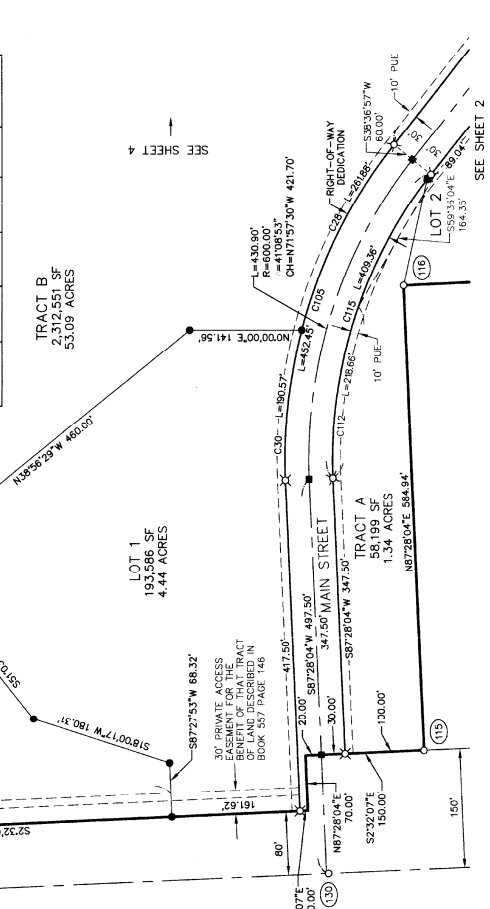 SEE SHEET 4
TRACT B
2,312,551 SF
53.09 ACRES
N38°56'29"W 460.00'
N0°00'00"E 141.56'
LOT 1
193,586 SF
4.44 ACRES
S18°00'17"W 180.31'
S87°27'53"W 68.32'
30' PRIVATE ACCESS
EASEMENT FOR THE
BENEFIT OF THAT TRACT
OF LAND DESCRIBED IN
BOOK 557 PAGE 146
161.62'
80'
RIGHT-OF-WAY
DEDICATION
L=430.90'
R=600.00'
=41°08'53"
CH=N71°57'30"W 421.70'
C28
L=261.88'
C105
L=452.45'
C30
L=190.57'
C115
L=409.36'
C112
L=218.66'
10' PUE
10' PUE
S38°36'57"W
60.00'
30'
30'
89.04'
LOT 2
S59°35'04"E
164.35'
SEE SHEET 2
417.50'
S87°28'04"W 497.50'
347.50'
MAIN STREET
S87°28'04"W 347.50'
TRACT A
58,199 SF
1.34 ACRES
N87°28'04"E 584.94'
20.00'
30.00'
100.00'
N87°28'04"E
70.00'
S2°32'07"E
150.00'
150'
116
115
130